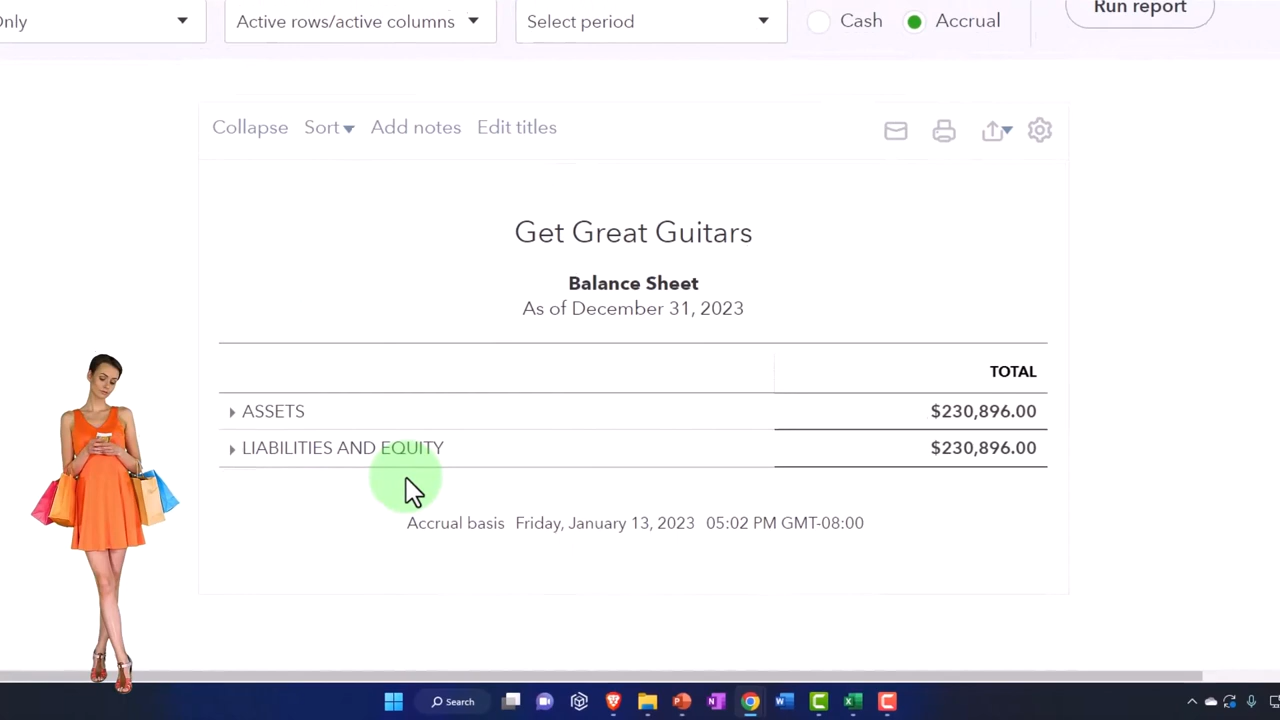 Only Active rows/active columns Select period Cash Accrual Run report
Collapse Sort Add notes Edit titles
Get Great Guitars
Balance Sheet
As of December 31, 2023
TOTAL
ASSETS $230,896.00
LIABILITIES AND EQUITY $230,896.00
Accrual basis Friday, January 13, 2023 05:02 PM GMT-08:00
Search